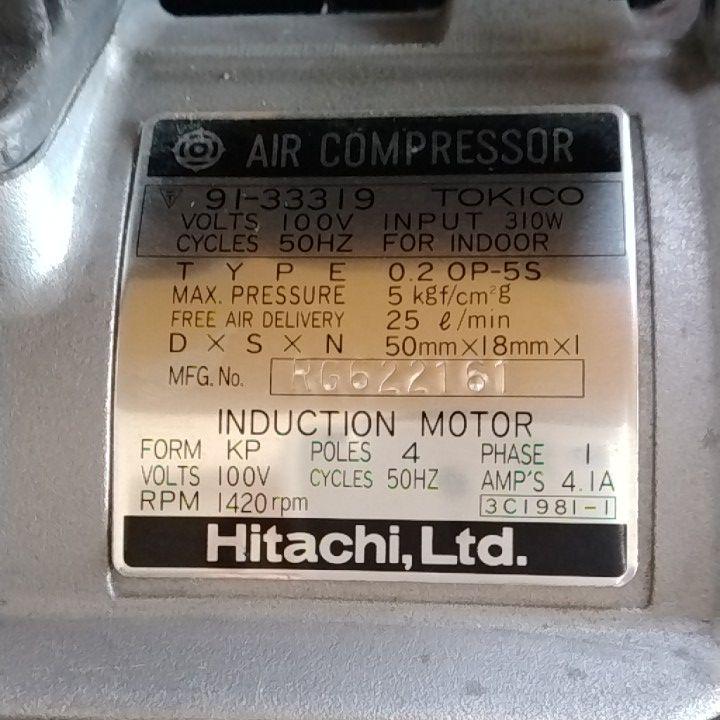 AIR COMPRESSOR
91-33319 TOKICO
VOLTS 100V INPUT 310W
CYCLES 50HZ FOR INDOOR
TYPE 0.2 OP-5S
MAX. PRESSURE 5 kgf/cm²g
FREE AIR DELIVERY 25 ℓ/min
D × S × N 50mm×18mm×1
MFG. No. RG622161
INDUCTION MOTOR
FORM KP POLES 4 PHASE 1
VOLTS 100V CYCLES 50HZ AMP'S 4.1A
RPM 1420rpm 3C1981-1
Hitachi, Ltd.